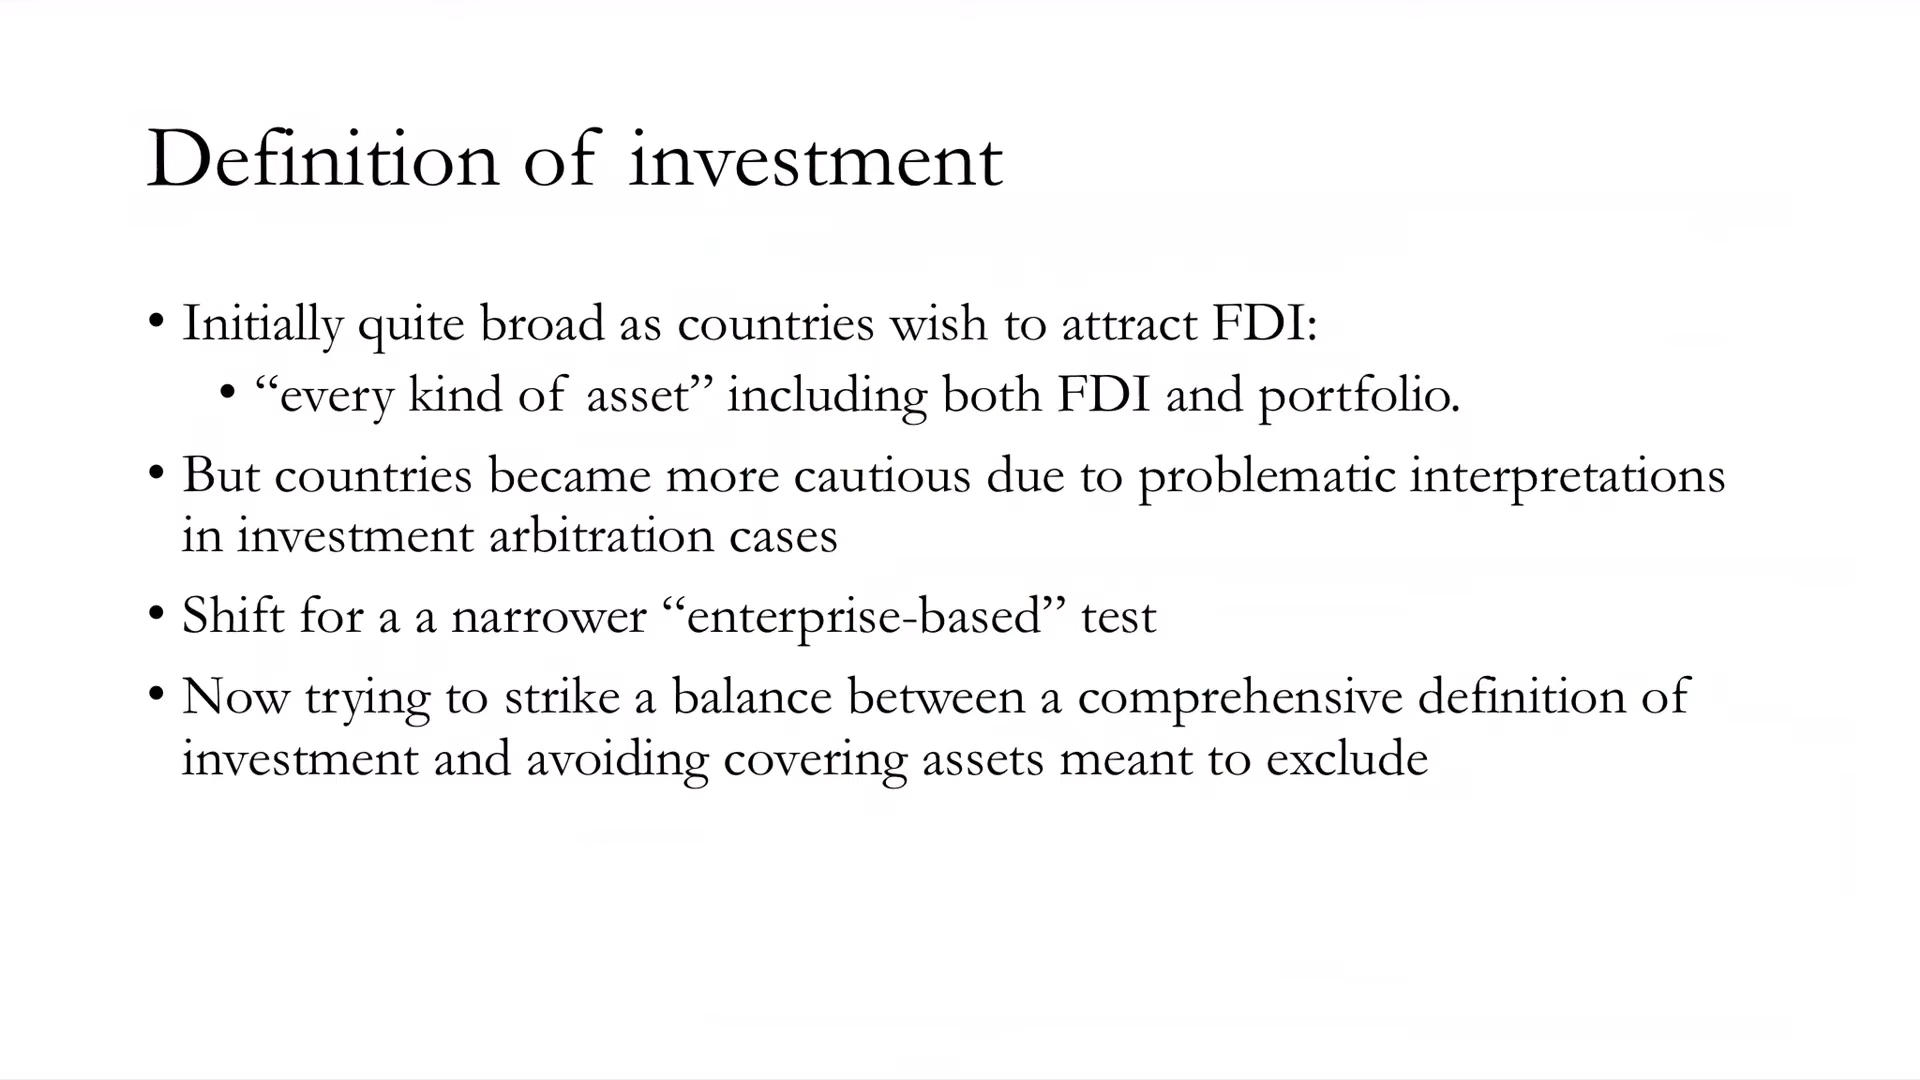 Definition of investment
• Initially quite broad as countries wish to attract FDI:
• “every kind of asset” including both FDI and portfolio.
• But countries became more cautious due to problematic interpretations
in investment arbitration cases
• Shift for a a narrower “enterprise-based” test
• Now trying to strike a balance between a comprehensive definition of
investment and avoiding covering assets meant to exclude